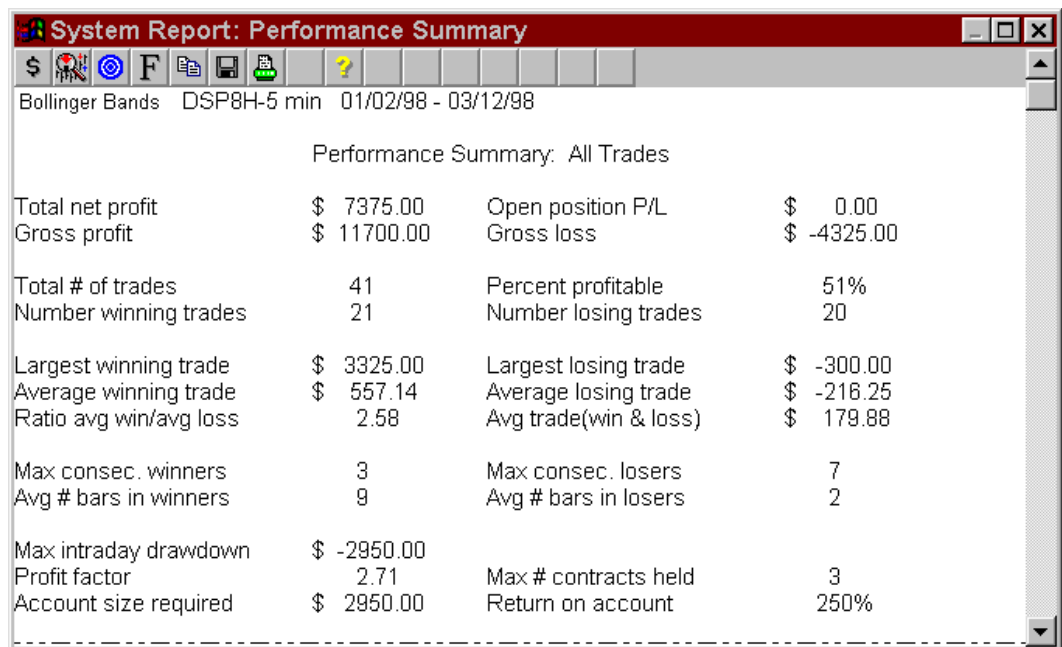 System Report: Performance Summary
$ F ?
Bollinger Bands DSP8H-5 min 01/02/98 - 03/12/98
Performance Summary: All Trades
Total net profit $ 7375.00 Open position P/L $ 0.00
Gross profit $ 11700.00 Gross loss $ -4325.00
Total # of trades 41 Percent profitable 51%
Number winning trades 21 Number losing trades 20
Largest winning trade $ 3325.00 Largest losing trade $ -300.00
Average winning trade $ 557.14 Average losing trade $ -216.25
Ratio avg win/avg loss 2.58 Avg trade(win & loss) $ 179.88
Max consec. winners 3 Max consec. losers 7
Avg # bars in winners 9 Avg # bars in losers 2
Max intraday drawdown $ -2950.00
Profit factor 2.71 Max # contracts held 3
Account size required $ 2950.00 Return on account 250%